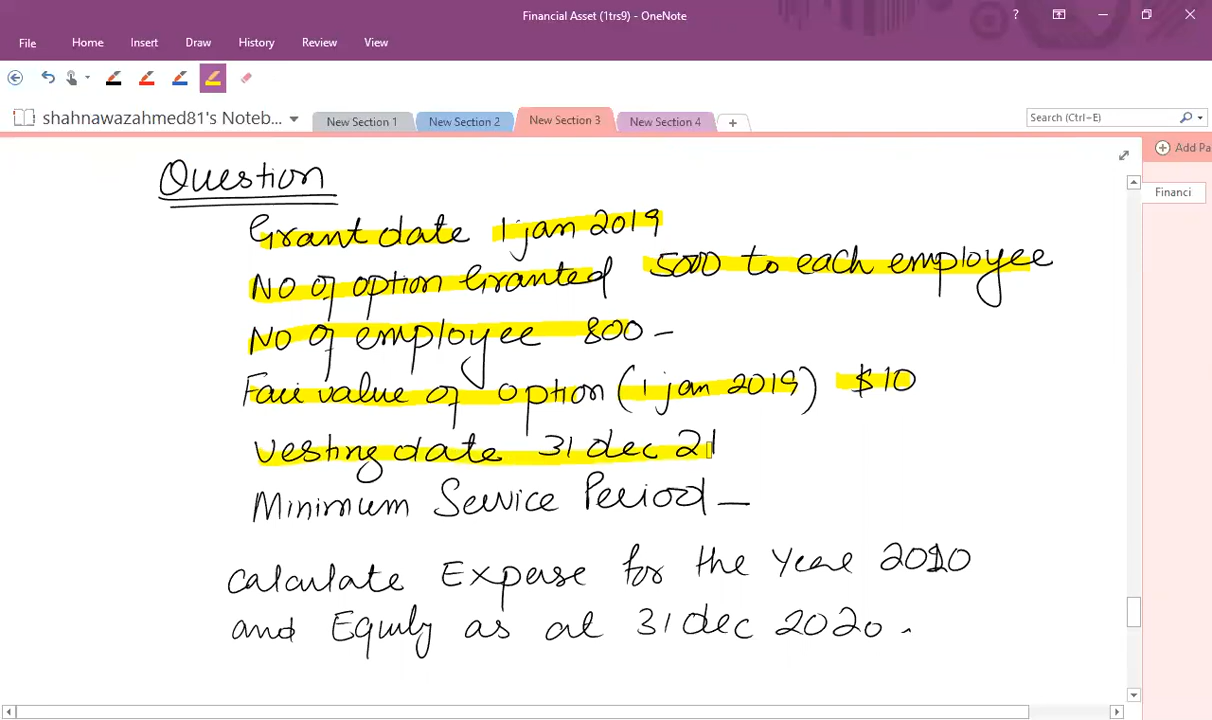 Financial Asset (1trs9) - OneNote
?
File Home Insert Draw History Review View
shahnawazahmed81's Noteb... New Section 1 New Section 2 New Section 3 New Section 4 + Search (Ctrl-E)
Add Pa
Financi
Question
Grant date 1 jan 2019
No of option Granted 5000 to each employee
No of employee 800 -
Fair value of option (1 jan 2019) $10
Vesting date 31 dec 21
Minimum Service Period -
Calculate Expense for the Year
and Equity as at 31 dec 2020.